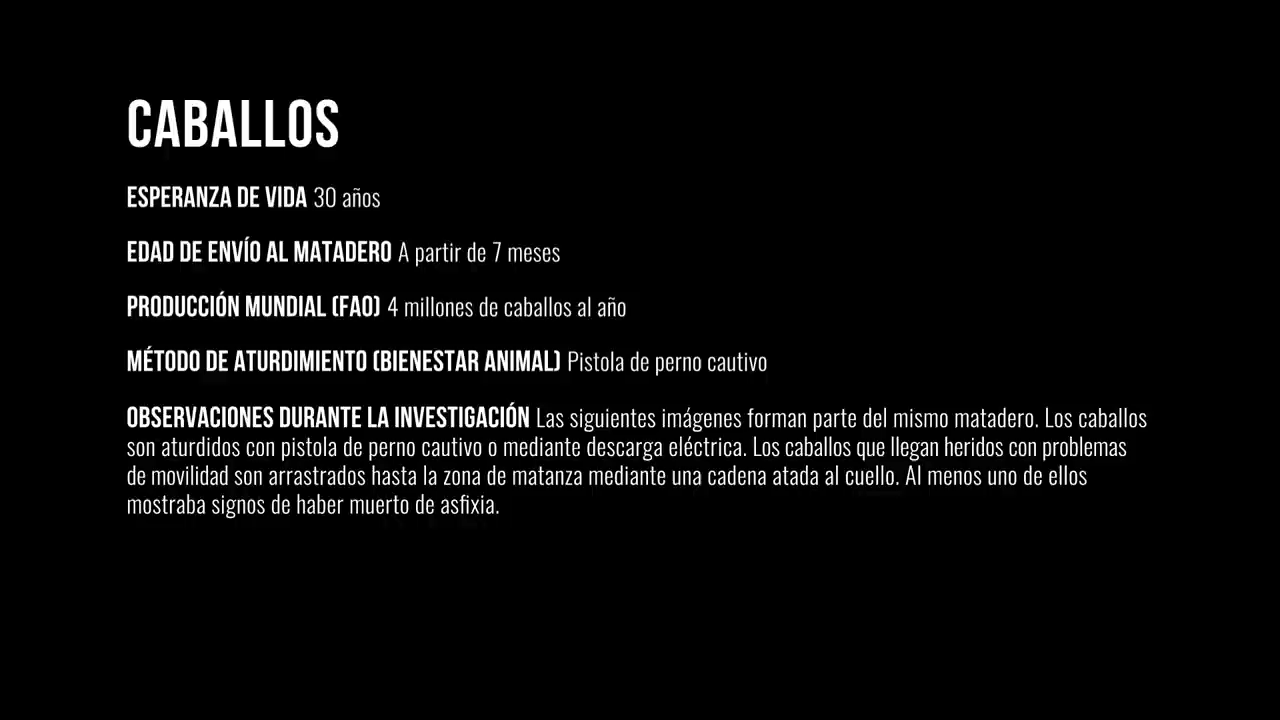 CABALLOS
ESPERANZA DE VIDA 30 años
EDAD DE ENVÍO AL MATADERO A partir de 7 meses
PRODUCCIÓN MUNDIAL (FAO) 4 millones de caballos al año
MÉTODO DE ATURDIMIENTO (BIENESTAR ANIMAL) Pistola de perno cautivo
OBSERVACIONES DURANTE LA INVESTIGACIÓN Las siguientes imágenes forman parte del mismo matadero. Los caballos
son aturdidos con pistola de perno cautivo o mediante descarga eléctrica. Los caballos que llegan heridos con problemas
de movilidad son arrastrados hasta la zona de matanza mediante una cadena atada al cuello. Al menos uno de ellos
mostraba signos de haber muerto de asfixia.